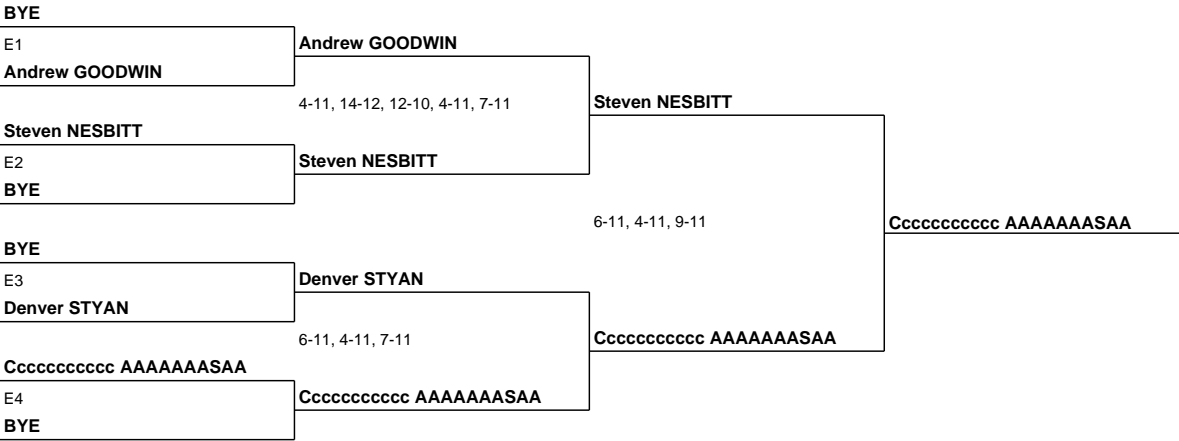 BYE
E1
Andrew GOODWIN
Andrew GOODWIN
4-11, 14-12, 12-10, 4-11, 7-11
Steven NESBITT
Steven NESBITT
E2
Steven NESBITT
BYE
6-11, 4-11, 9-11
Cccccccccc AAAAAAASAA
BYE
E3
Denver STYAN
Denver STYAN
6-11, 4-11, 7-11
Cccccccccc AAAAAAASAA
Cccccccccc AAAAAAASAA
E4
Cccccccccc AAAAAAASAA
BYE